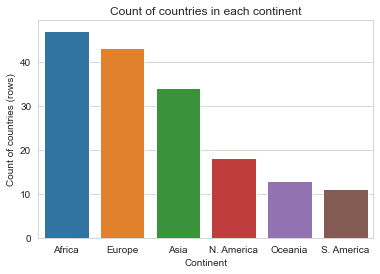 Count of countries in each continent
Count of countries (rows)
40
30
20
10
0
Africa Europe Asia N. America Oceania S. America
Continent